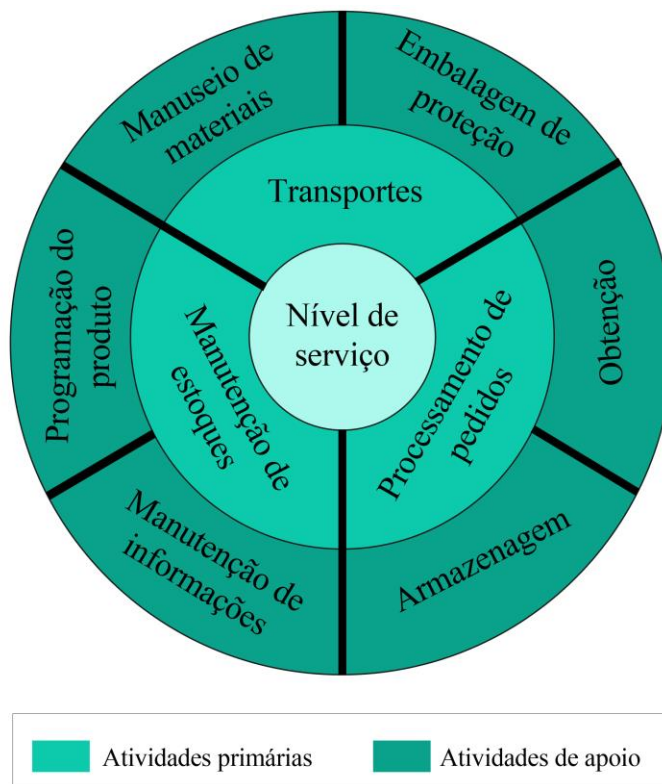 Manuseio de
materiais
Embalagem de
proteção
Transportes
Programação do
produto
Manutenção de
estoques
Nível de
serviço
Processamento de
pedidos
Obtenção
Manutenção de
informações
Armazenagem
Atividades primárias
Atividades de apoio